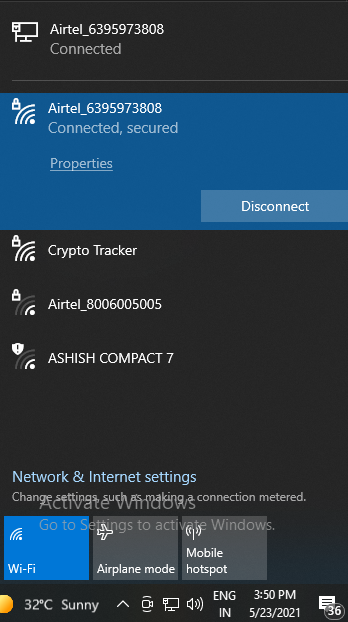 Airtel_6395973808
Connected
Airtel_6395973808
Connected, secured
Properties
Disconnect
Crypto Tracker
Airtel_8006005005
ASHISH COMPACT 7
Network & Internet settings
Change settings, such as making a connection metered.
Activate Windows
Go to Settings to activate Windows.
Wi-Fi
Airplane mode
Mobile
hotspot
32°C Sunny
ENG
IN
3:50 PM
5/23/2021
36